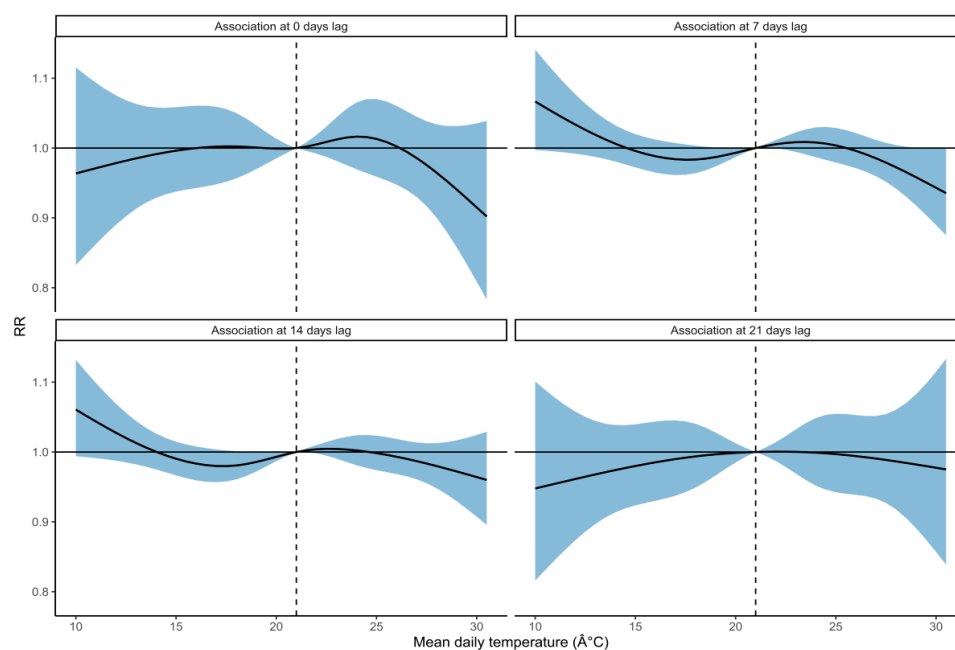 Association at 0 days lag
Association at 7 days lag
1.1
1.0
0.9
0.8
RR
Association at 14 days lag
Association at 21 days lag
1.1
1.0
0.9
0.8
10 15 20 25 30
10 15 20 25 30
Mean daily temperature (Â°C)